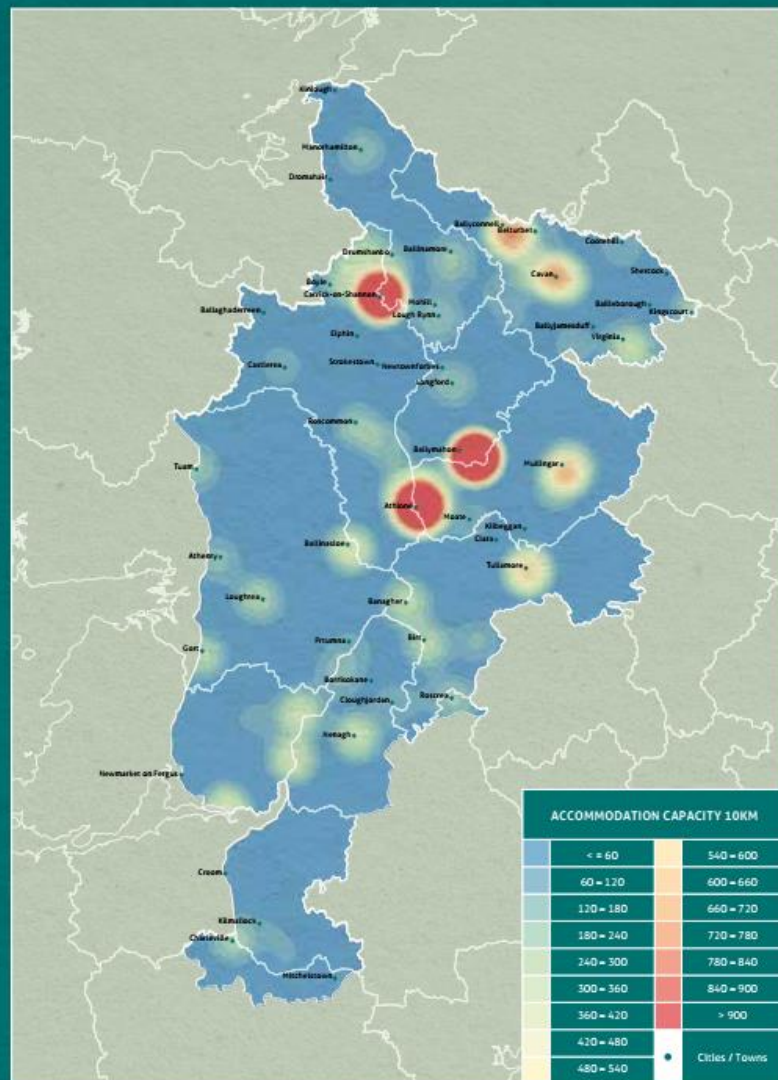 Kinlough
Manorhamilton
Dromahair
Ballyconnell
Belturbet
Cootehill
Drumshanbo
Ballinamore
Shercock
Cavan
Boyle
Carrick-on-Shannon
Mohill
Bailieborough
Lough Rynn
Kingscourt
Ballaghaderreen
Ballyjamesduff
Elphin
Virginia
Strokestown
Newtownforbes
Castlerea
Longford
Roscommon
Ballymahon
Mullingar
Tuam
Athlone
Moate
Kilbeggan
Clara
Ballinasloe
Athenry
Tullamore
Loughrea
Banagher
Birr
Gort
Portumna
Borrisokane
Cloughjordan
Roscrea
Nenagh
Newmarket on Fergus
Croom
Kilmallock
Charleville
Mitchelstown
ACCOMMODATION CAPACITY 10KM
< = 60
540 – 600
60 – 120
600 – 660
120 – 180
660 – 720
180 – 240
720 – 780
240 – 300
780 – 840
300 – 360
840 – 900
360 – 420
> 900
420 – 480
Cities / Towns
480 – 540